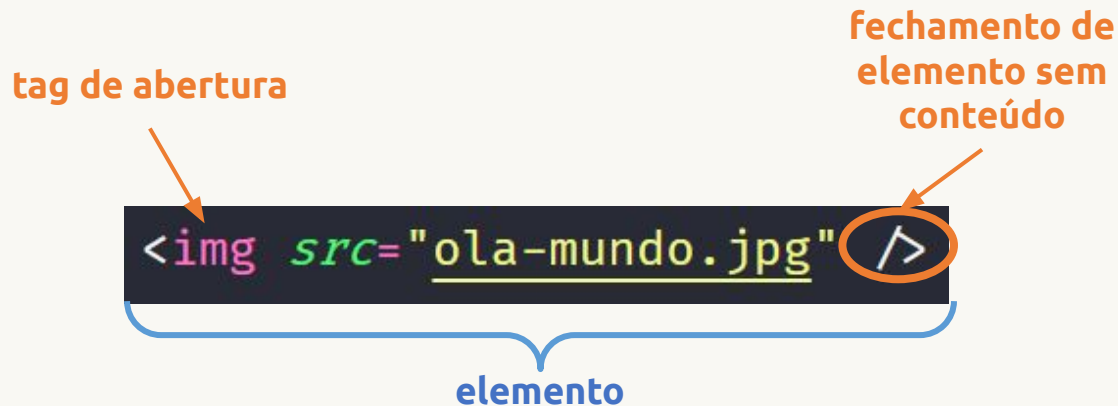 fechamento de
elemento sem
conteúdo
tag de abertura
<img src="ola-mundo.jpg" />
elemento